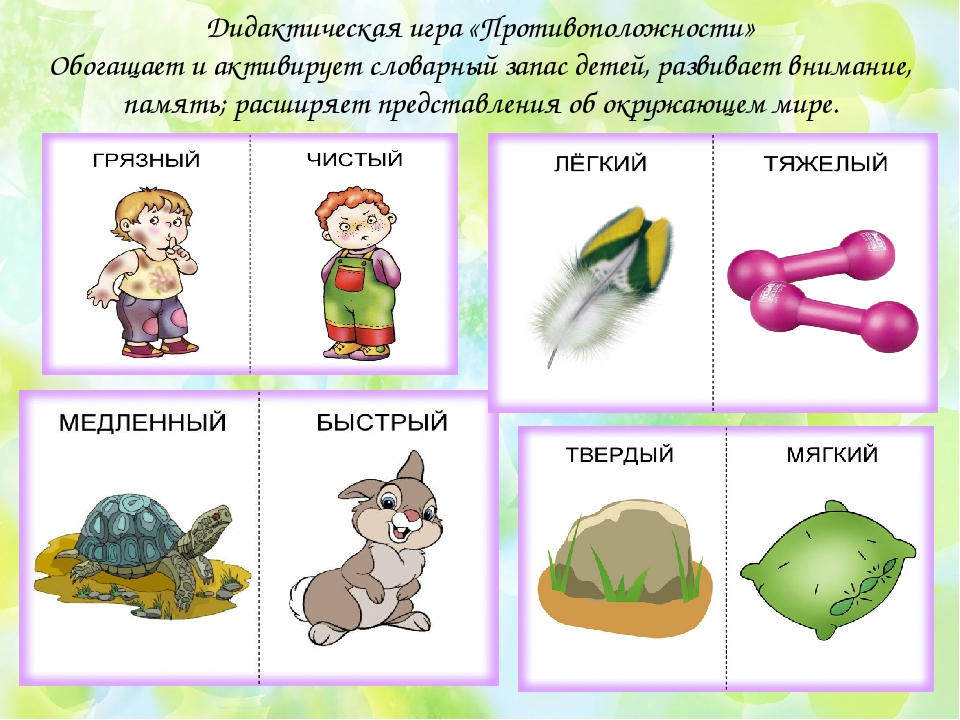 Дидактическая игра «Противоположности»
Обогащает и активирует словарный запас детей, развивает внимание,
память; расширяет представления об окружающем мире.
ГРЯЗНЫЙ ЧИСТЫЙ
ЛЁГКИЙ ТЯЖЕЛЫЙ
МЕДЛЕННЫЙ БЫСТРЫЙ
ТВЕРДЫЙ МЯГКИЙ